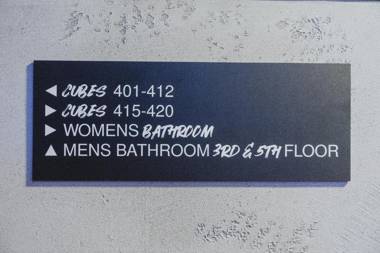 ◀ CUBES 401-412
▶ CUBES 415-420
▶ WOMENS BATHROOM
▲ MENS BATHROOM 3RD & 5TH FLOOR